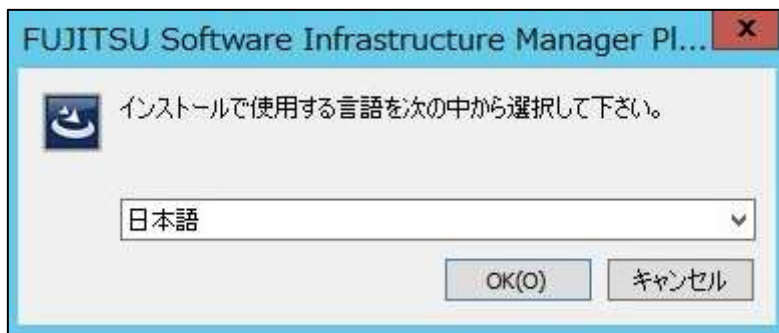 FUJITSU Software Infrastructure Manager Pl...
x
インストールで使用する言語を次の中から選択して下さい。
日本語
OK(O)
キャンセル